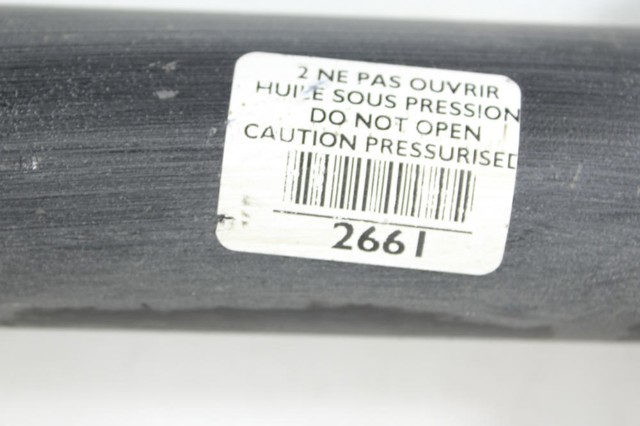 2 NE PAS OUVRIR
HUILE SOUS PRESSION
DO NOT OPEN
CAUTION PRESSURISED
2661